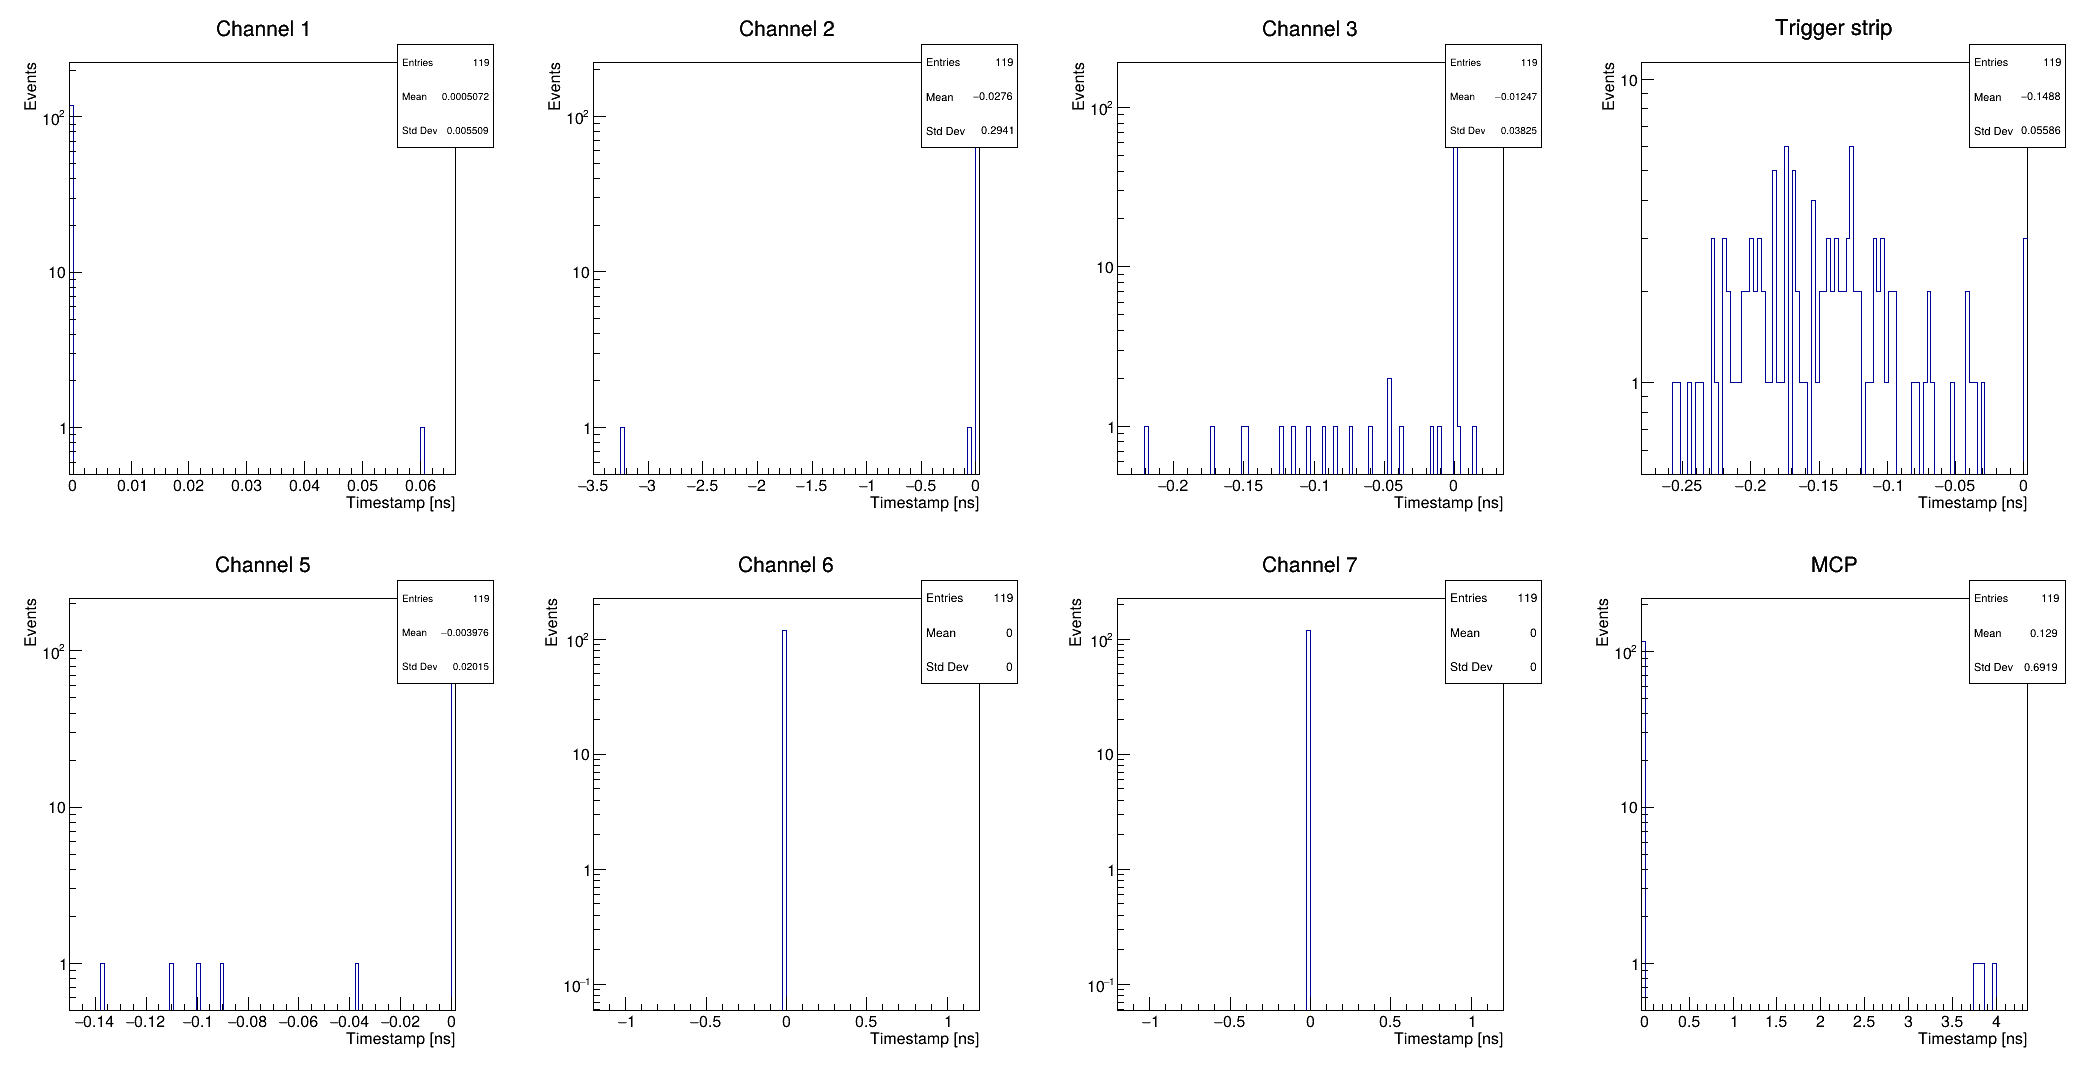 Channel 1
Events
Entries 119
Mean 0.0005072
Std Dev 0.005509
10²
10
1
0 0.01 0.02 0.03 0.04 0.05 0.06
Timestamp [ns]
Channel 2
Events
Entries 119
Mean −0.0276
Std Dev 0.2941
10²
10
1
−3.5 −3 −2.5 −2 −1.5 −1 −0.5 0
Timestamp [ns]
Channel 3
Events
Entries 119
Mean −0.01247
Std Dev 0.03825
10²
10
1
−0.2 −0.15 −0.1 −0.05 0
Timestamp [ns]
Trigger strip
Events
Entries 119
Mean −0.1488
Std Dev 0.05586
10
1
−0.25 −0.2 −0.15 −0.1 −0.05 0
Timestamp [ns]
Channel 5
Events
Entries 119
Mean −0.003976
Std Dev 0.02015
10²
10
1
−0.14 −0.12 −0.1 −0.08 −0.06 −0.04 −0.02 0
Timestamp [ns]
Channel 6
Events
Entries 119
Mean 0
Std Dev 0
10²
10
1
10⁻¹
−1 −0.5 0 0.5 1
Timestamp [ns]
Channel 7
Events
Entries 119
Mean 0
Std Dev 0
10²
10
1
10⁻¹
−1 −0.5 0 0.5 1
Timestamp [ns]
MCP
Events
Entries 119
Mean 0.129
Std Dev 0.6919
10²
10
1
0 0.5 1 1.5 2 2.5 3 3.5 4
Timestamp [ns]